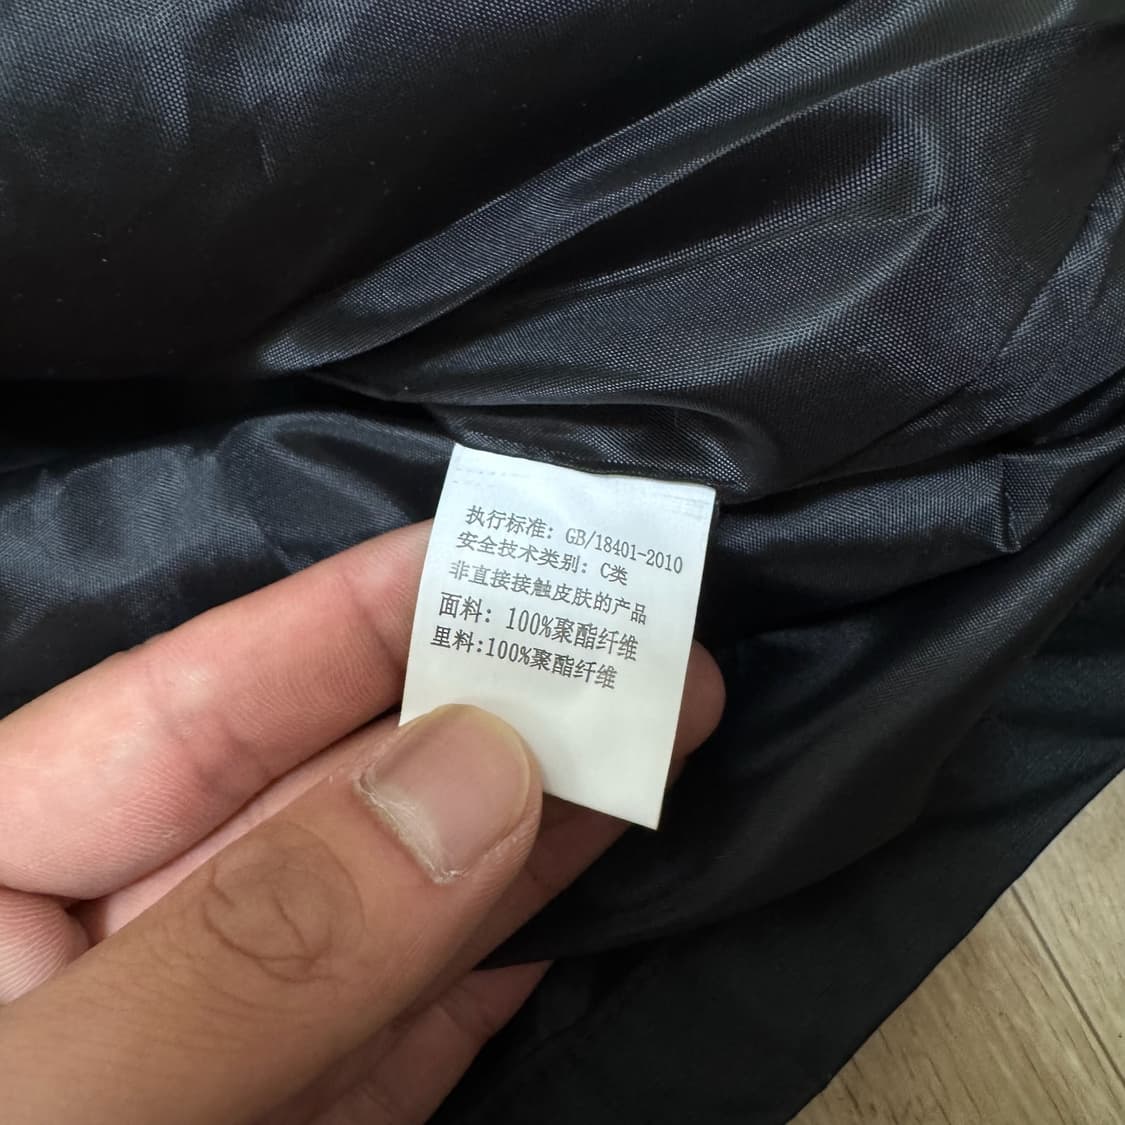 执行标准: GB/18401-2010
安全技术类别: C类
非直接接触皮肤的产品
面料: 100%聚酯纤维
里料:100%聚酯纤维